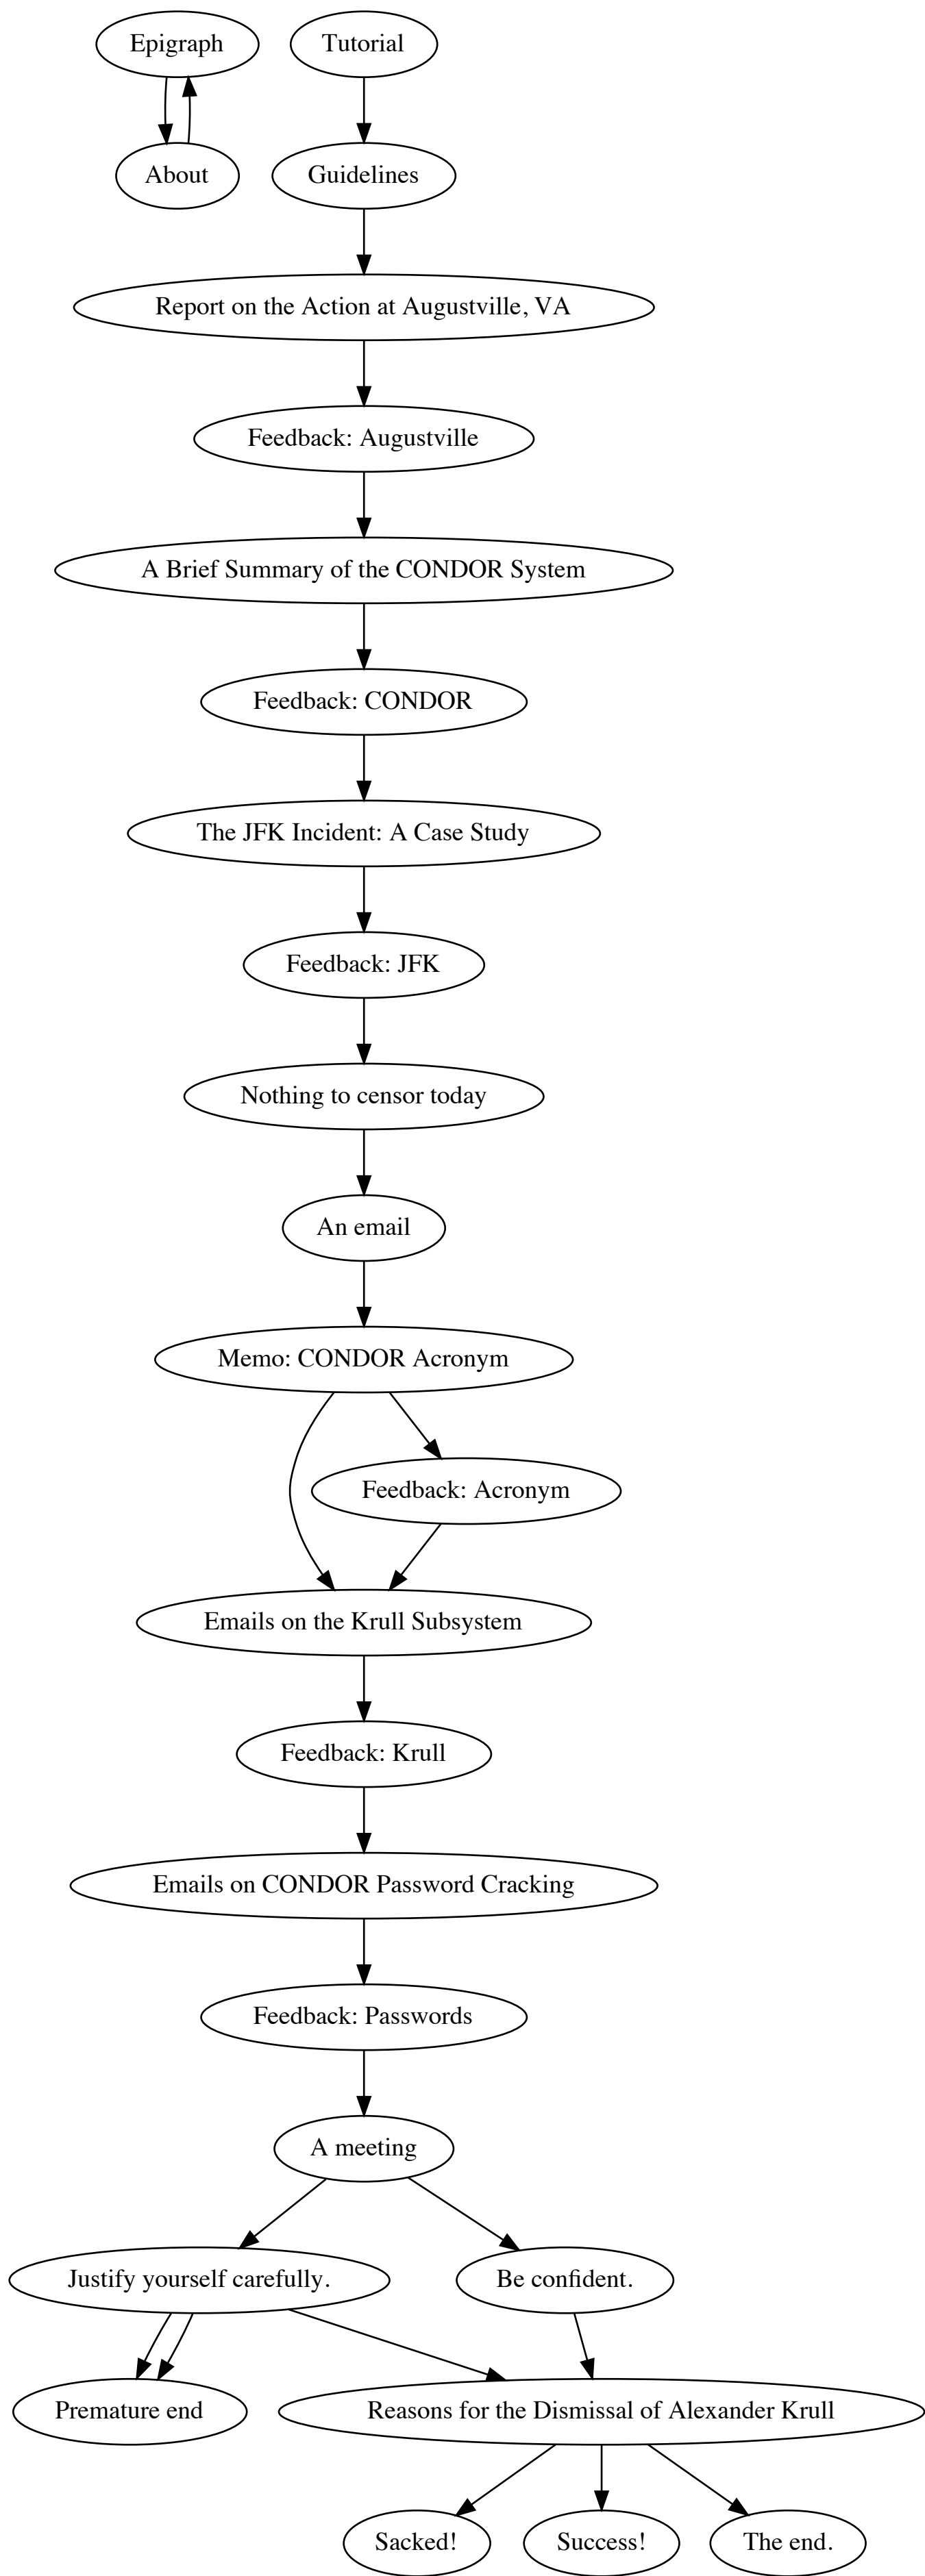 Epigraph
Tutorial
About
Guidelines
Report on the Action at Augustville, VA
Feedback: Augustville
A Brief Summary of the CONDOR System
Feedback: CONDOR
The JFK Incident: A Case Study
Feedback: JFK
Nothing to censor today
An email
Memo: CONDOR Acronym
Feedback: Acronym
Emails on the Krull Subsystem
Feedback: Krull
Emails on CONDOR Password Cracking
Feedback: Passwords
A meeting
Justify yourself carefully.
Be confident.
Premature end
Reasons for the Dismissal of Alexander Krull
Sacked!
Success!
The end.